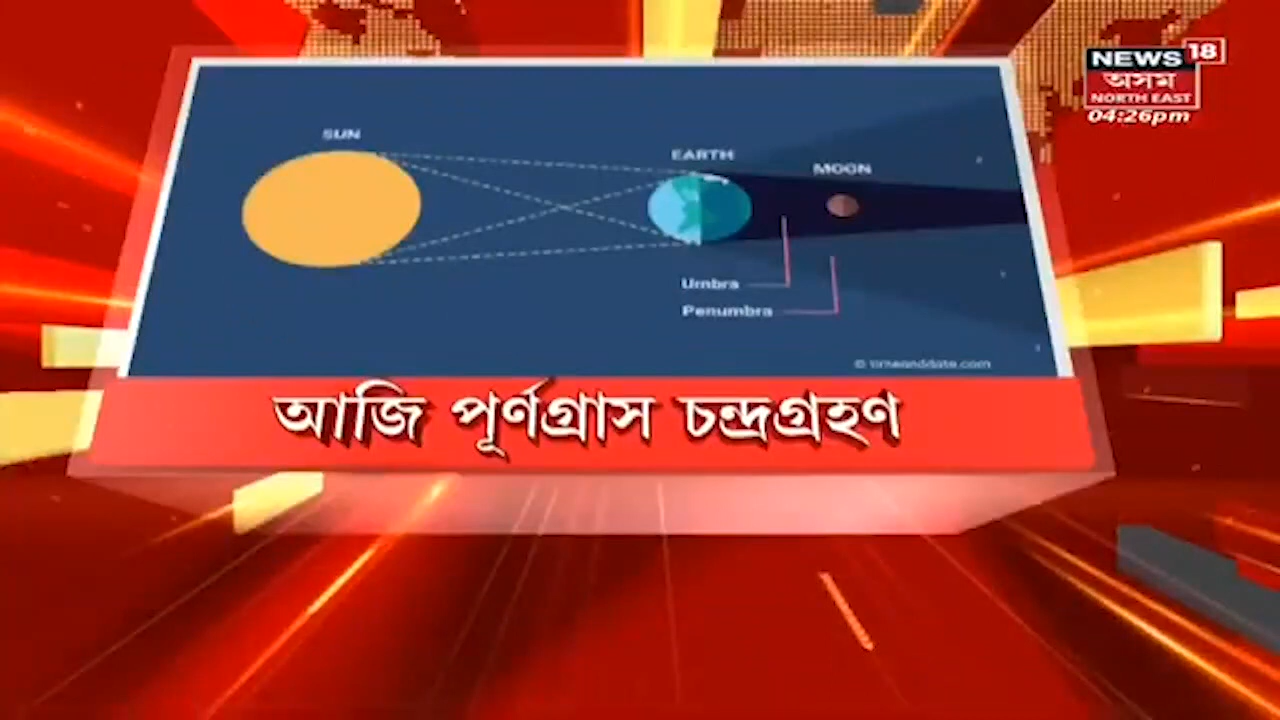 NEWS 18
অসম
NORTH EAST
04:26pm
SUN
EARTH
MOON
Umbra
Penumbra
© timeanddate.com
আজি পূৰ্ণগ্ৰাস চন্দ্ৰগ্ৰহণ